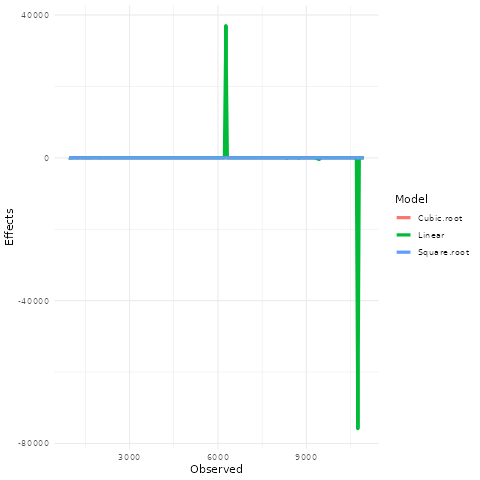 40000
0
-40000
-80000
3000
6000
9000
Observed
Effects
Model
Cubic.root
Linear
Square.root